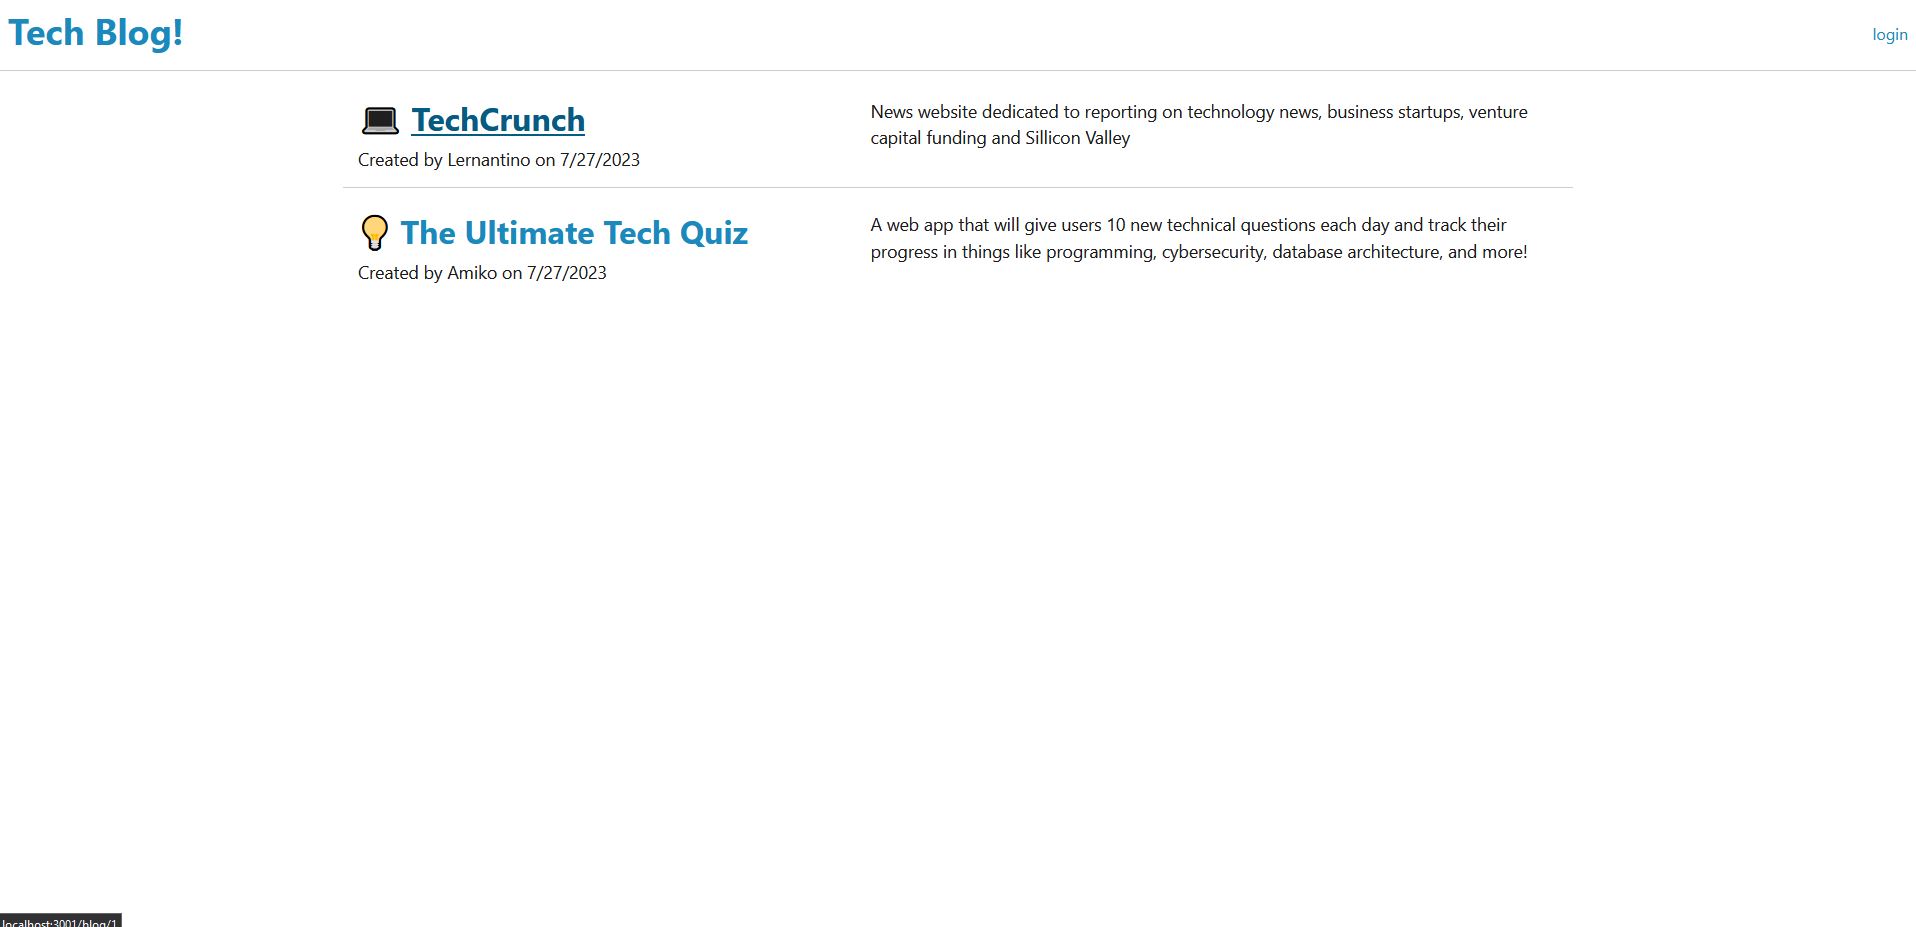 Tech Blog!
login
TechCrunch
Created by Lernantino on 7/27/2023
News website dedicated to reporting on technology news, business startups, venture
capital funding and Sillicon Valley
The Ultimate Tech Quiz
Created by Amiko on 7/27/2023
A web app that will give users 10 new technical questions each day and track their
progress in things like programming, cybersecurity, database architecture, and more!
localhost:3001/blog/1